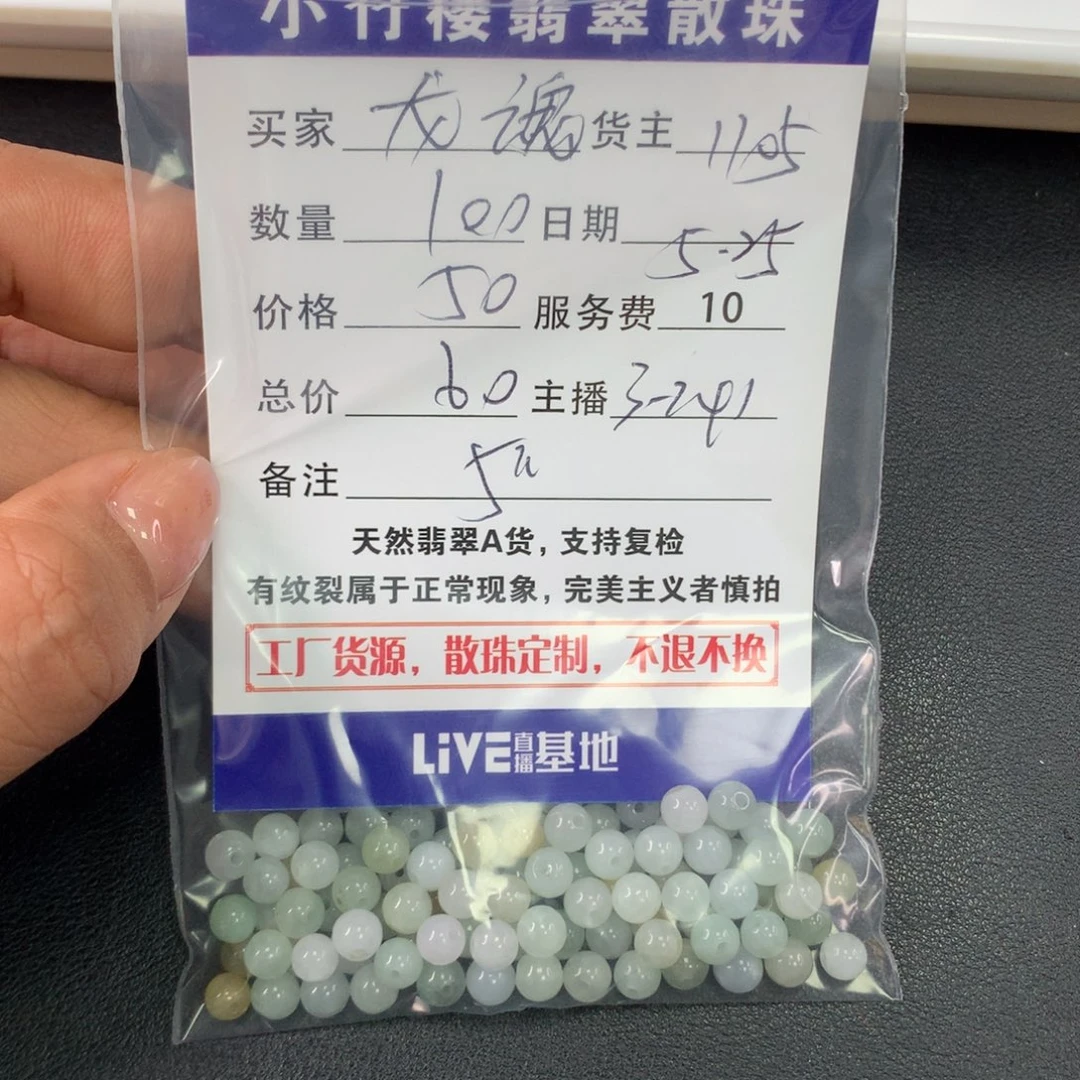 小竹楼翡翠散珠
买家 龙魂 货主 1105
数量 100 日期 5-25
价格 50 服务费 10
总价 60 主播 3-241
备注 5
天然翡翠A货，支持复检
有纹裂属于正常现象，完美主义者慎拍
工厂货源，散珠定制，不退不换
LiVE直播基地